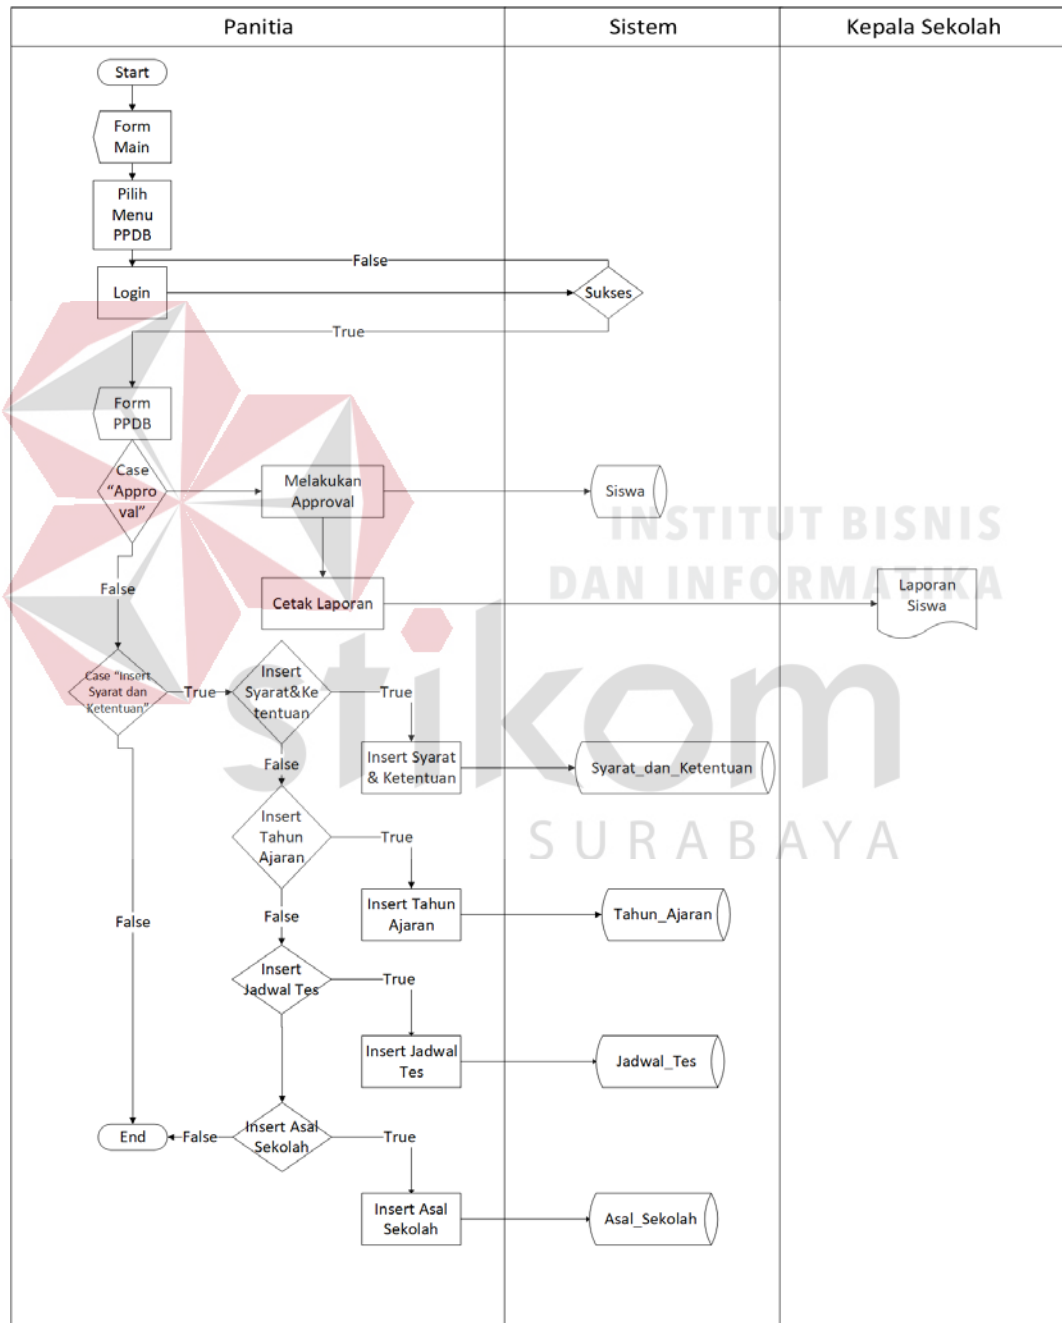 Panitia
Sistem
Kepala Sekolah
Start
Form
Main
Pilih
Menu
PPDB
False
Login
Sukses
True
Form
PPDB
Case
“Appro
val”
Melakukan
Approval
Siswa
INSTITUT BISNIS
DAN INFORMATIKA
False
Cetak Laporan
Laporan
Siswa
Case “Insert
Syarat dan
Ketentuan”
True
Insert
Syarat&Ke
tentuan
True
stikom
False
Insert Syarat
& Ketentuan
Syarat_dan_Ketentuan
SURABAYA
Insert
Tahun
Ajaran
True
False
False
Insert Tahun
Ajaran
Tahun_Ajaran
Insert
Jadwal Tes
True
Insert Jadwal
Tes
Jadwal_Tes
End
False
Insert Asal
Sekolah
True
Insert Asal
Sekolah
Asal_Sekolah